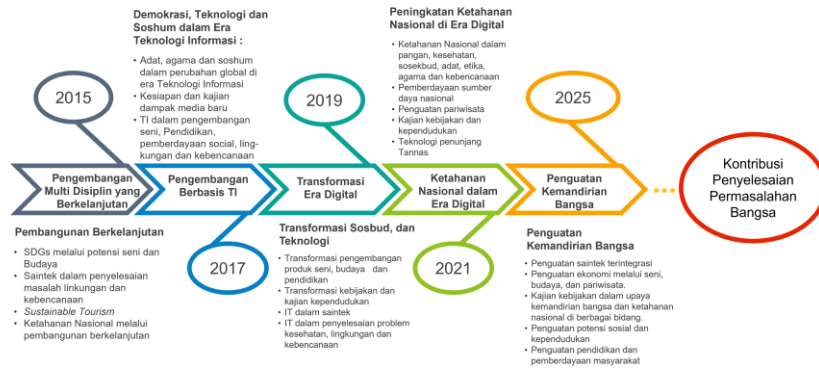 Demokrasi, Teknologi dan
Soshum dalam Era
Teknologi Informasi :
• Adat, agama dan soshum
dalam perubahan global di
era Teknologi Informasi
• Kesiapan dan kajian
dampak media baru
• TI dalam pengembangan
seni, Pendidikan,
pemberdayaan social, ling-
kungan dan kebencanaan
Peningkatan Ketahanan
Nasional di Era Digital
• Ketahanan Nasional dalam
pangan, kesehatan,
sosekbud, adat, etika,
agama dan kebencanaan
• Pemberdayaan sumber
daya nasional
• Penguatan pariwisata
• Kajian kebijakan dan
kependudukan
• Teknologi penunjang
Tannas
2015
2019
2025
Pengembangan
Multi Disiplin yang
Berkelanjutan
Pengembangan
Berbasis TI
Transformasi
Era Digital
Ketahanan
Nasional dalam
Era Digital
Penguatan
Kemandirian
Bangsa
Kontribusi
Penyelesaian
Permasalahan
Bangsa
Pembangunan Berkelanjutan
• SDGs melalui potensi seni dan
Budaya
• Saintek dalam penyelesaian
masalah lingkungan dan
kebencanaan
• Sustainable Tourism
• Ketahanan Nasional melalui
pembangunan berkelanjutan
2017
Transformasi Sosbud, dan
Teknologi
• Transformasi pengembangan
produk seni, budaya dan
pendidikan
• Transformasi kebijakan dan
kajian kependudukan
• IT dalam saintek
• IT dalam penyelesaian problem
kesehatan, lingkungan dan
kebencanaan
2021
Penguatan
Kemandirian Bangsa
• Penguatan saintek terintegrasi
• Penguatan ekonomi melalui seni,
budaya, dan pariwisata.
• Kajian kebijakan dalam upaya
kemandirian bangsa dan ketahanan
nasional di berbagai bidang.
• Penguatan potensi sosial dan
kependudukan
• Penguatan pendidikan dan
pemberdayaan masyarakat